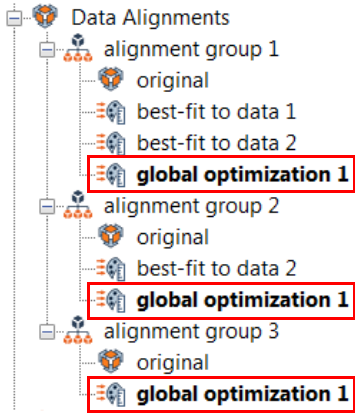 Data Alignments
alignment group 1
original
best-fit to data 1
best-fit to data 2
global optimization 1
alignment group 2
original
best-fit to data 2
global optimization 1
alignment group 3
original
global optimization 1